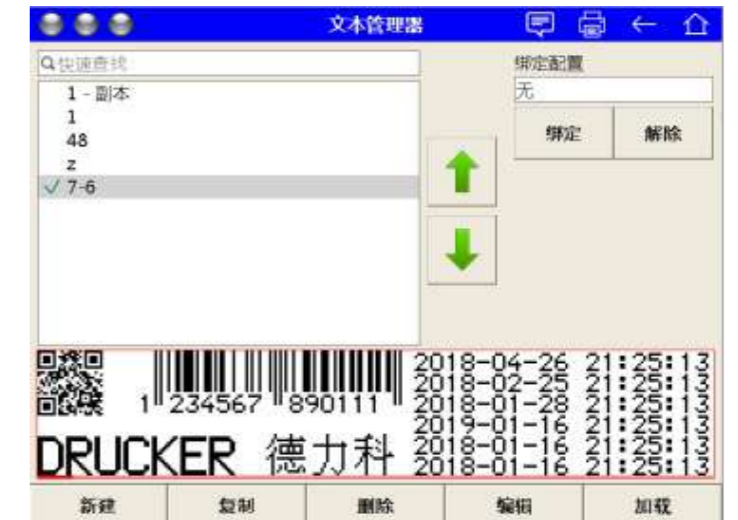 文本管理器
快速查找
绑定配置
1 - 副本
无
1
绑定
解除
48
z
7-6
1 234567 890111
2018-04-26 21:25:13
2018-02-25 21:25:13
2018-01-28 21:25:13
2019-01-16 21:25:13
2018-01-16 21:25:13
2018-01-16 21:25:13
DRUCKER 德力科
新建
复制
删除
编辑
加载